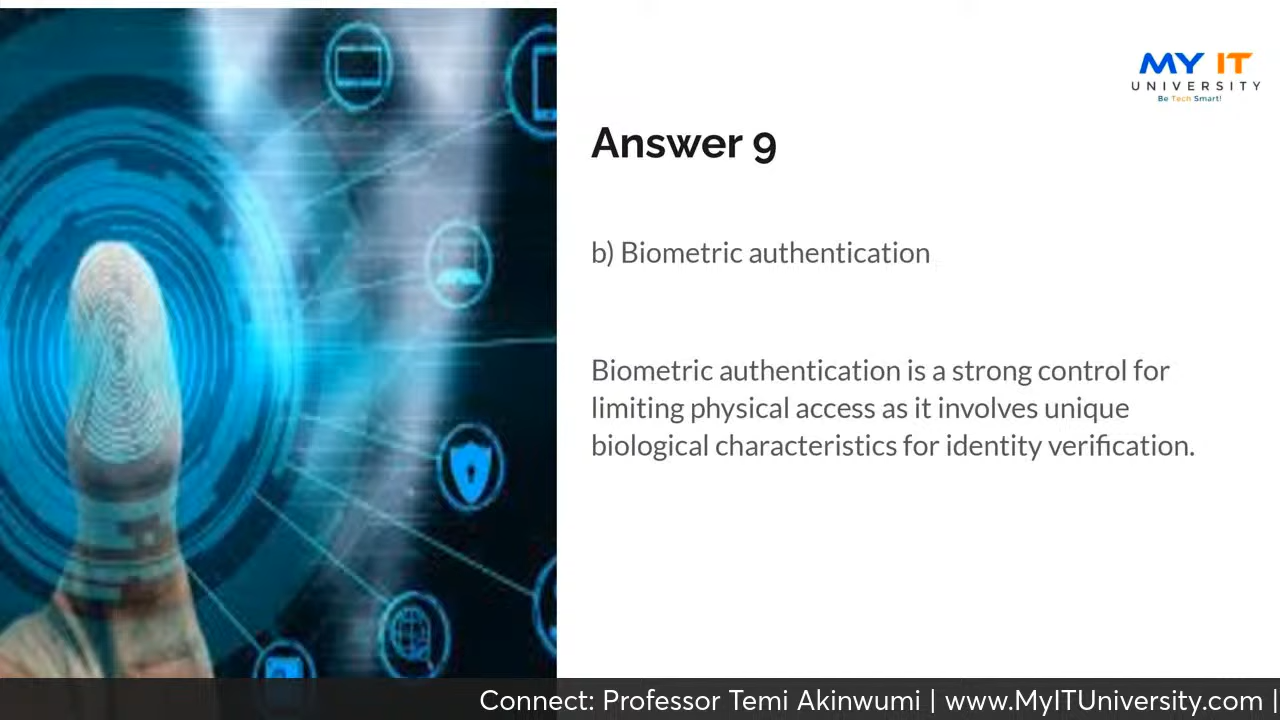 MY IT
UNIVERSITY
Be Tech Smart!
Answer 9
b) Biometric authentication
Biometric authentication is a strong control for
limiting physical access as it involves unique
biological characteristics for identity verification.
Connect: Professor Temi Akinwumi | www.MyITUniversity.com |